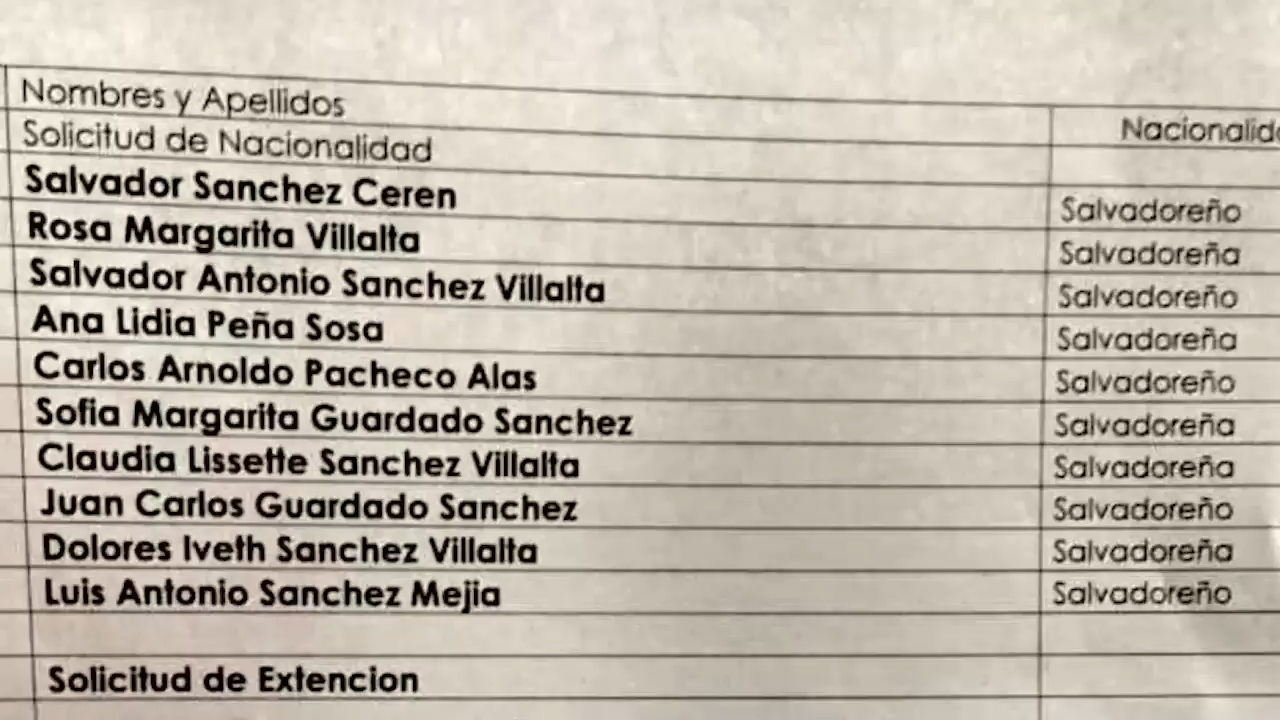 Nombres y Apellidos
Nacionalid
Solicitud de Nacionalidad
Salvador Sanchez Ceren Salvadoreño
Rosa Margarita Villalta Salvadoreña
Salvador Antonio Sanchez Villalta Salvadoreño
Ana Lidia Peña Sosa Salvadoreña
Carlos Arnoldo Pacheco Alas Salvadoreño
Sofia Margarita Guardado Sanchez Salvadoreña
Claudia Lissette Sanchez Villalta Salvadoreña
Juan Carlos Guardado Sanchez Salvadoreño
Dolores Iveth Sanchez Villalta Salvadoreña
Luis Antonio Sanchez Mejia Salvadoreño
Solicitud de Extencion